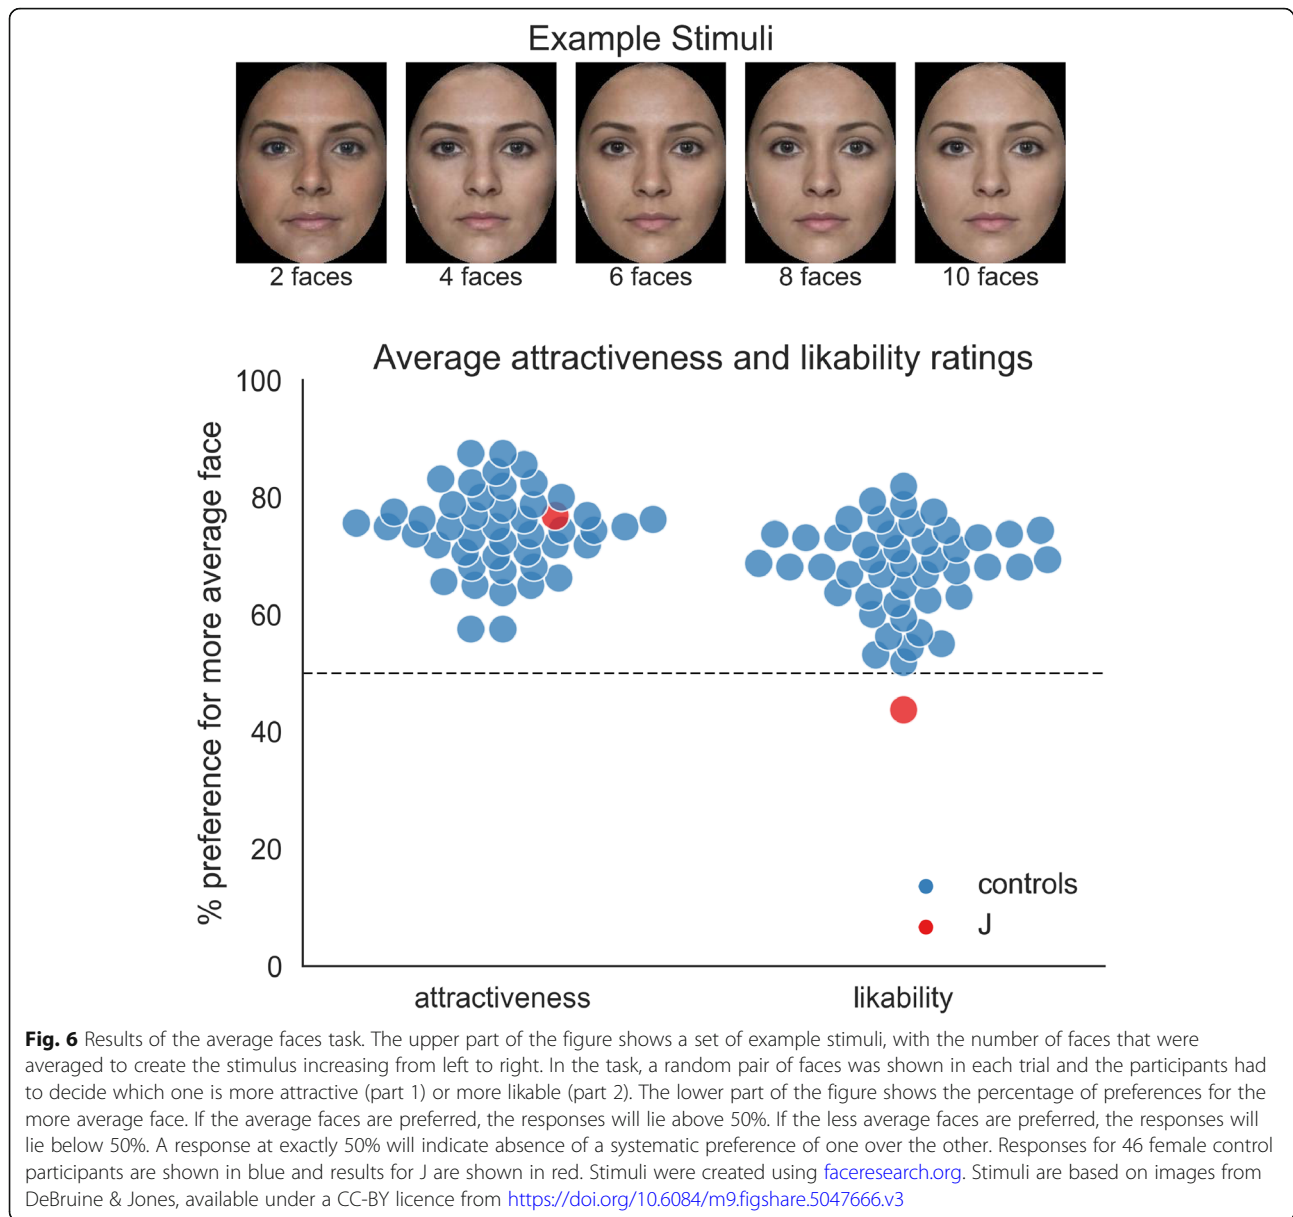 Example Stimuli
2 faces
4 faces
6 faces
8 faces
10 faces
Average attractiveness and likability ratings
% preference for more average face
100
80
60
40
20
0
controls
J
attractiveness
likability
Fig. 6 Results of the average faces task. The upper part of the figure shows a set of example stimuli, with the number of faces that were
averaged to create the stimulus increasing from left to right. In the task, a random pair of faces was shown in each trial and the participants had
to decide which one is more attractive (part 1) or more likable (part 2). The lower part of the figure shows the percentage of preferences for the
more average face. If the average faces are preferred, the responses will lie above 50%. If the less average faces are preferred, the responses will
lie below 50%. A response at exactly 50% will indicate absence of a systematic preference of one over the other. Responses for 46 female control
participants are shown in blue and results for J are shown in red. Stimuli were created using faceresearch.org. Stimuli are based on images from
DeBruine & Jones, available under a CC-BY licence from https://doi.org/10.6084/m9.figshare.5047666.v3